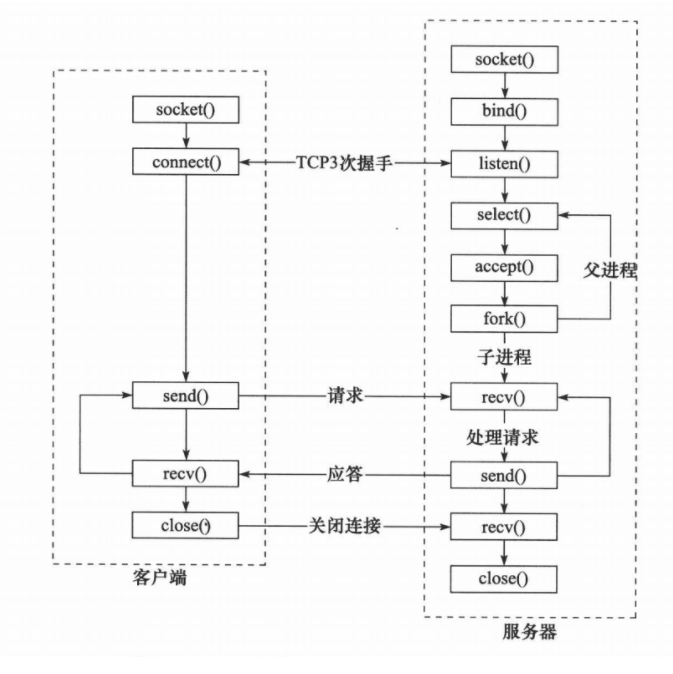 socket()
socket()
bind()
connect()
TCP3次握手
listen()
select()
accept()
父进程
fork()
子进程
send()
请求
recv()
处理请求
recv()
应答
send()
close()
关闭连接
recv()
客户端
close()
服务器